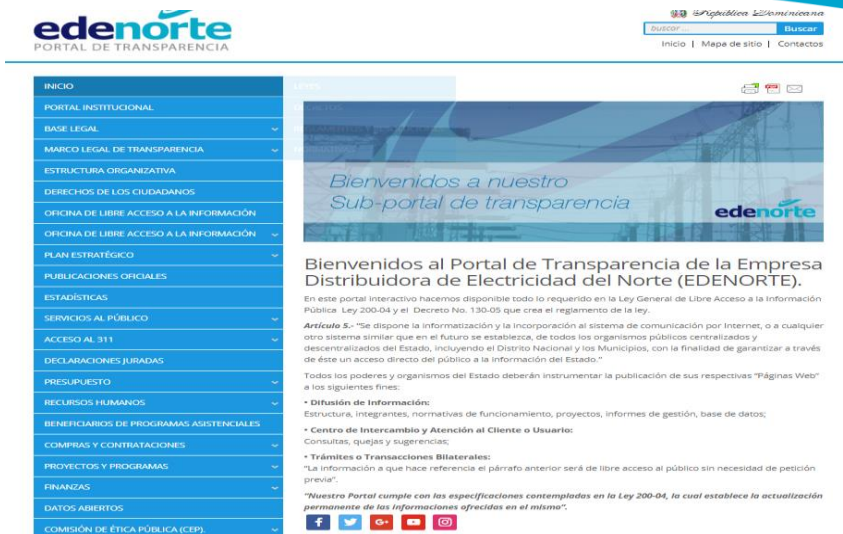 edenorte
PORTAL DE TRANSPARENCIA
República Dominicana
buscar...
Buscar
Inicio | Mapa de sitio | Contactos
INICIO
PORTAL INSTITUCIONAL
BASE LEGAL
MARCO LEGAL DE TRANSPARENCIA
ESTRUCTURA ORGANIZATIVA
DERECHOS DE LOS CIUDADANOS
OFICINA DE LIBRE ACCESO A LA INFORMACIÓN
OFICINA DE LIBRE ACCESO A LA INFORMACIÓN
PLAN ESTRATÉGICO
PUBLICACIONES OFICIALES
ESTADÍSTICAS
SERVICIOS AL PÚBLICO
ACCESO AL 311
DECLARACIONES JURADAS
PRESUPUESTO
RECURSOS HUMANOS
BENEFICIARIOS DE PROGRAMAS ASISTENCIALES
COMPRAS Y CONTRATACIONES
PROYECTOS Y PROGRAMAS
FINANZAS
DATOS ABIERTOS
COMISIÓN DE ÉTICA PÚBLICA (CEP).
LEYES
Bienvenidos a nuestro
Sub-portal de transparencia
edenorte
Bienvenidos al Portal de Transparencia de la Empresa
Distribuidora de Electricidad del Norte (EDENORTE).
En este portal interactivo hacemos disponible todo lo requerido en la Ley General de Libre Acceso a la Información
Pública Ley 200-04 y el Decreto No. 130-05 que crea el reglamento de la ley.
Artículo 5.- "Se dispone la informatización y la incorporación al sistema de comunicación por Internet, o a cualquier
otro sistema similar que en el futuro se establezca, de todos los organismos públicos centralizados y
descentralizados del Estado, incluyendo el Distrito Nacional y los Municipios, con la finalidad de garantizar a través
de éste un acceso directo del público a la información del Estado."
Todos los poderes y organismos del Estado deberán instrumentar la publicación de sus respectivas "Páginas Web"
a los siguientes fines:
• Difusión de Información:
Estructura, integrantes, normativas de funcionamiento, proyectos, informes de gestión, base de datos;
• Centro de Intercambio y Atención al Cliente o Usuario:
Consultas, quejas y sugerencias;
• Trámites o Transacciones Bilaterales:
"La información a que hace referencia el párrafo anterior será de libre acceso al público sin necesidad de petición
previa".
"Nuestro Portal cumple con las especificaciones contempladas en la Ley 200-04, la cual establece la actualización
permanente de las informaciones ofrecidas en el mismo".